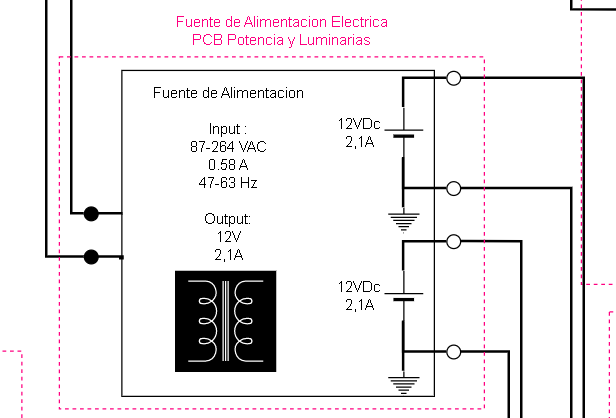 Fuente de Alimentacion Electrica
PCB Potencia y Luminarias
Fuente de Alimentacion
Input :
87-264 VAC
0.58 A
47-63 Hz
Output:
12V
2,1A
12VDc
2,1A
12VDc
2,1A